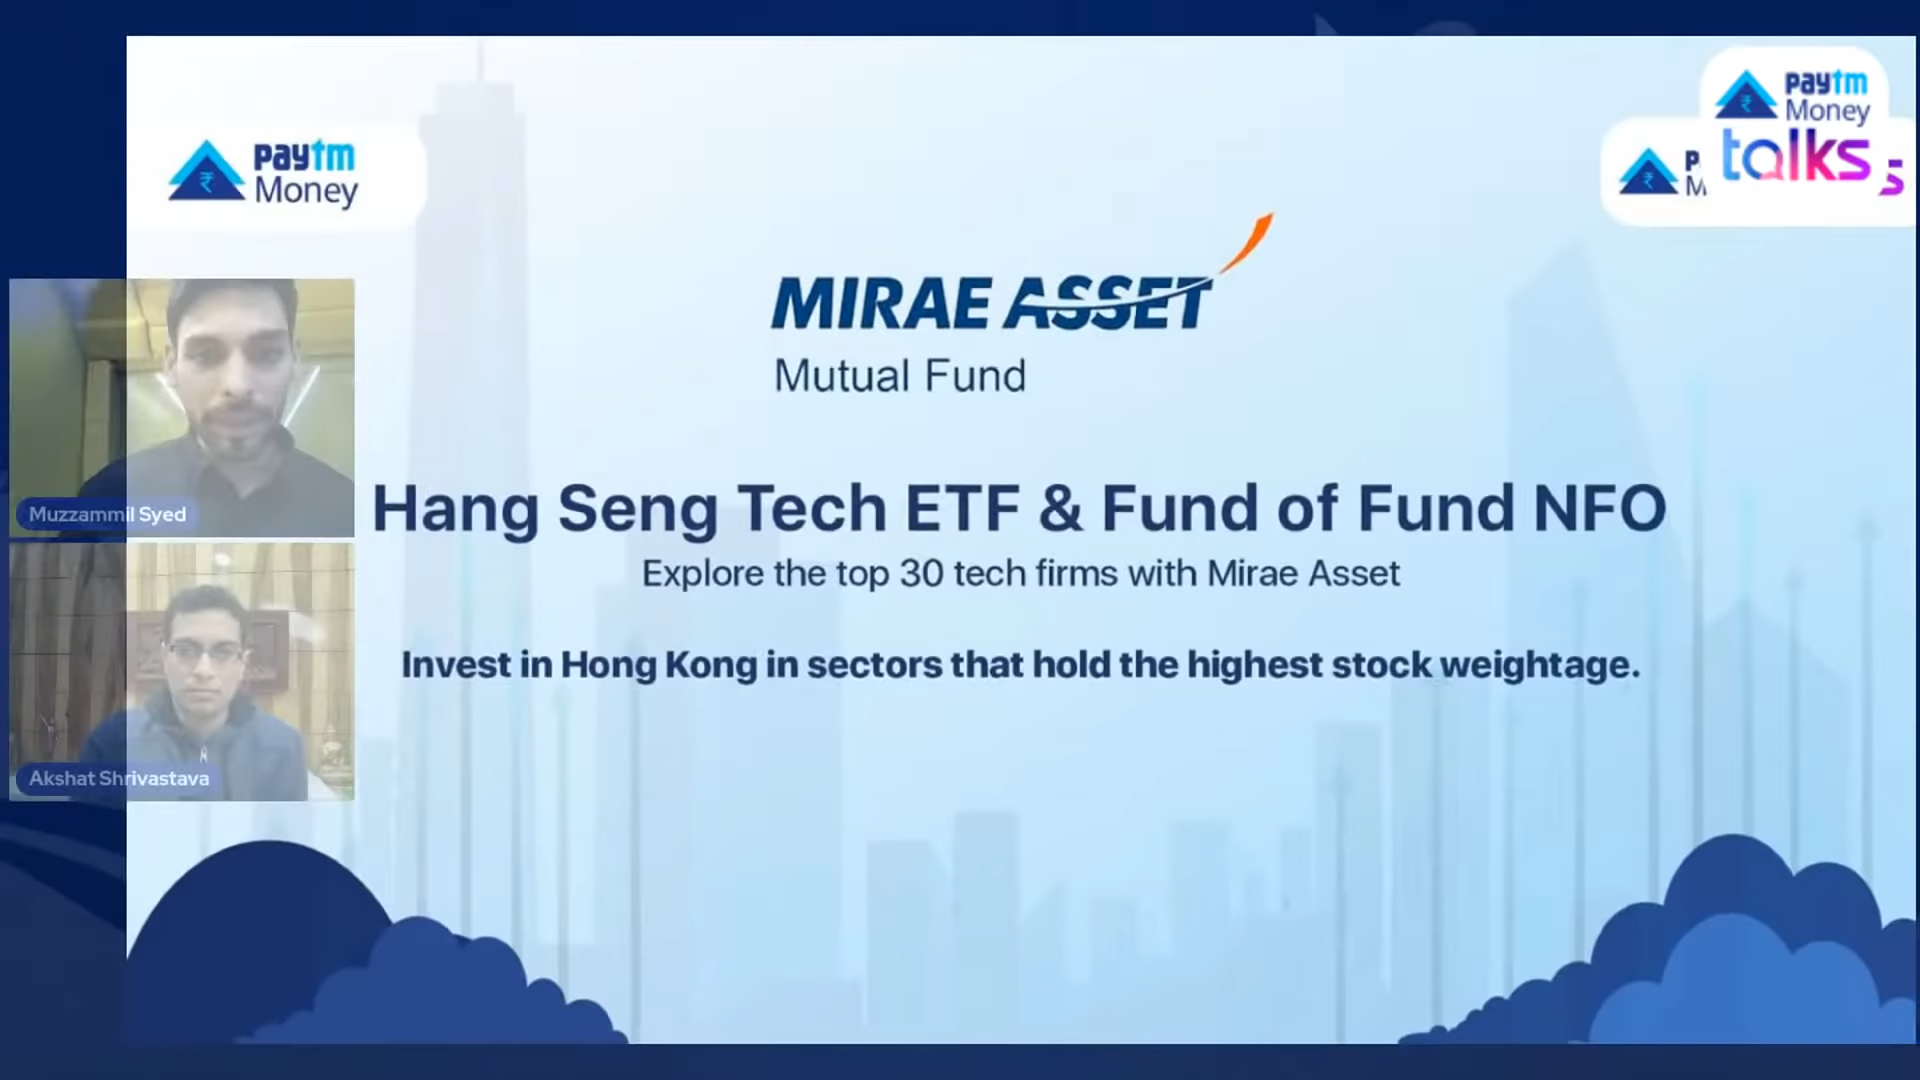 paytm
Money
paytm
Money
talks
P
M
s
MIRAE ASSET
Mutual Fund
Hang Seng Tech ETF & Fund of Fund NFO
Explore the top 30 tech firms with Mirae Asset
Invest in Hong Kong in sectors that hold the highest stock weightage.
Muzzammil Syed
Akshat Shrivastava